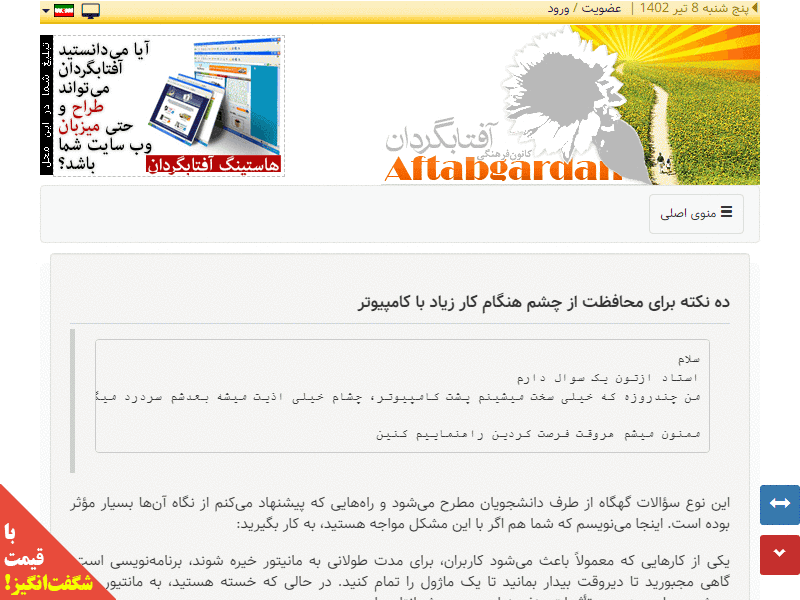 پنج شنبه 8 تیر 1402 | عضویت / ورود
آیا می‌دانستید
آفتابگردان
می‌تواند
طراح و
حتی میزبان
وب سایت شما
باشد؟
هاستینگ آفتابگردان
تبلیغ شما در این محل
آفتابگردان
کانون فرهنگی
Aftabgardan
منوی اصلی
ده نکته برای محافظت از چشم هنگام کار زیاد با کامپیوتر
سلام
استاد ازتون یک سوال دارم
من چندروزه که خیلی سخت میشینم پشت کامپیوتر، چشام خیلی اذیت میشه بعدشم سردرد میگ
ممنون میشم هروقت فرصت کردین راهنماییم کنین
این نوع سؤالات گهگاه از طرف دانشجویان مطرح می‌شود و راه‌هایی که پیشنهاد می‌کنم از نگاه آن‌ها بسیار مؤثر
بوده است. اینجا می‌نویسم که شما هم اگر با این مشکل مواجه هستید، به کار بگیرید:
یکی از کارهایی که معمولاً باعث می‌شود کاربران، برای مدت طولانی به مانیتور خیره شوند، برنامه‌نویسی است.
گاهی مجبورید تا دیروقت بیدار بمانید تا یک ماژول را تمام کنید. در حالی که خسته هستید، به مانتیور
با
قیمت
شگفت‌انگیز!